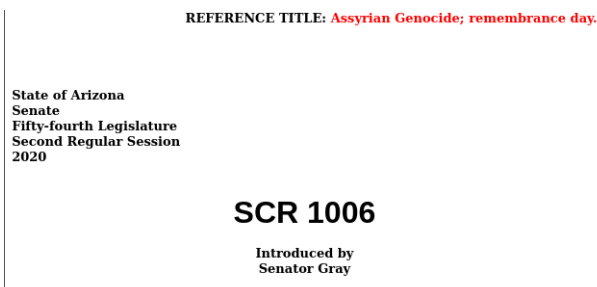 REFERENCE TITLE: Assyrian Genocide; remembrance day.
State of Arizona
Senate
Fifty-fourth Legislature
Second Regular Session
2020
SCR 1006
Introduced by
Senator Gray